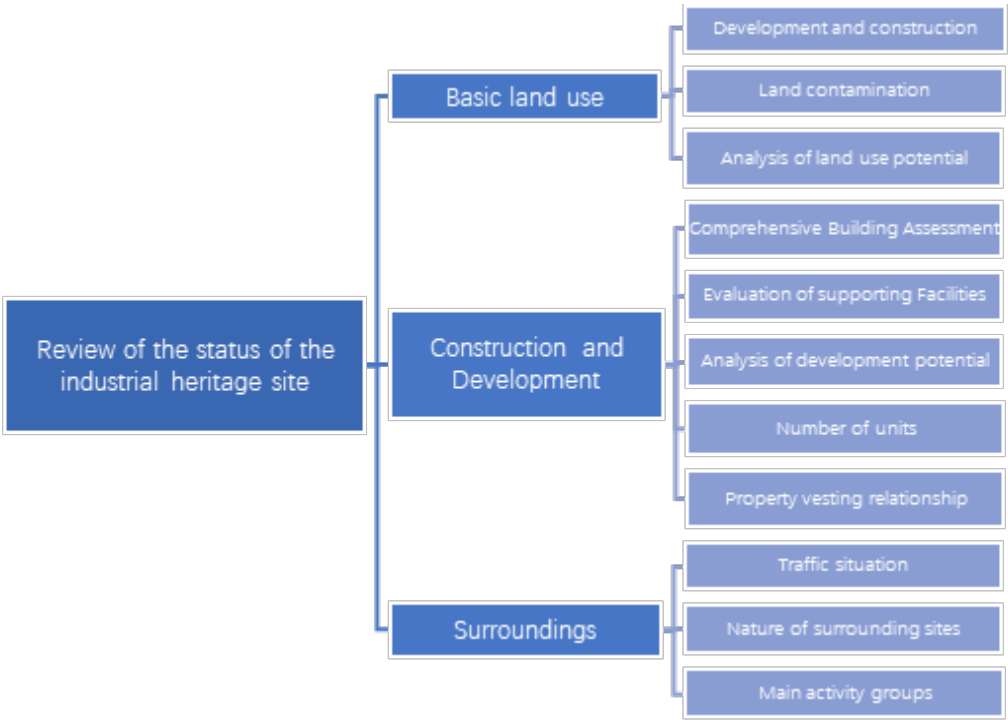 Review of the status of the
industrial heritage site
Basic land use
Development and construction
Land contamination
Analysis of land use potential
Construction and
Development
Comprehensive Building Assessment
Evaluation of supporting Facilities
Analysis of development potential
Number of units
Property vesting relationship
Surroundings
Traffic situation
Nature of surrounding sites
Main activity groups